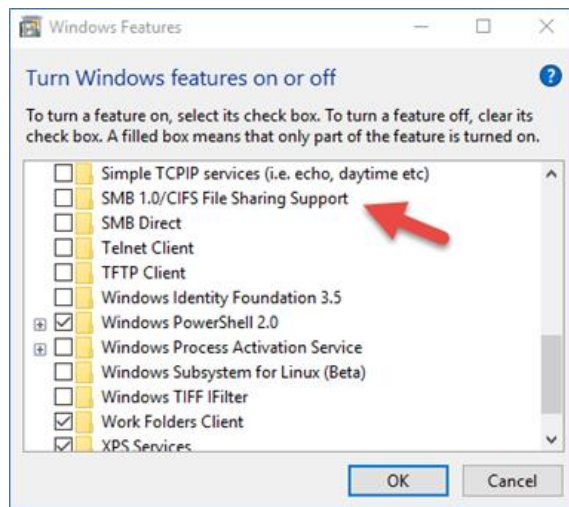 Windows Features
Turn Windows features on or off
To turn a feature on, select its check box. To turn a feature off, clear its
check box. A filled box means that only part of the feature is turned on.
Simple TCPIP services (i.e. echo, daytime etc)
SMB 1.0/CIFS File Sharing Support
SMB Direct
Telnet Client
TFTP Client
Windows Identity Foundation 3.5
Windows PowerShell 2.0
Windows Process Activation Service
Windows Subsystem for Linux (Beta)
Windows TIFF IFilter
Work Folders Client
XPS Services
OK
Cancel